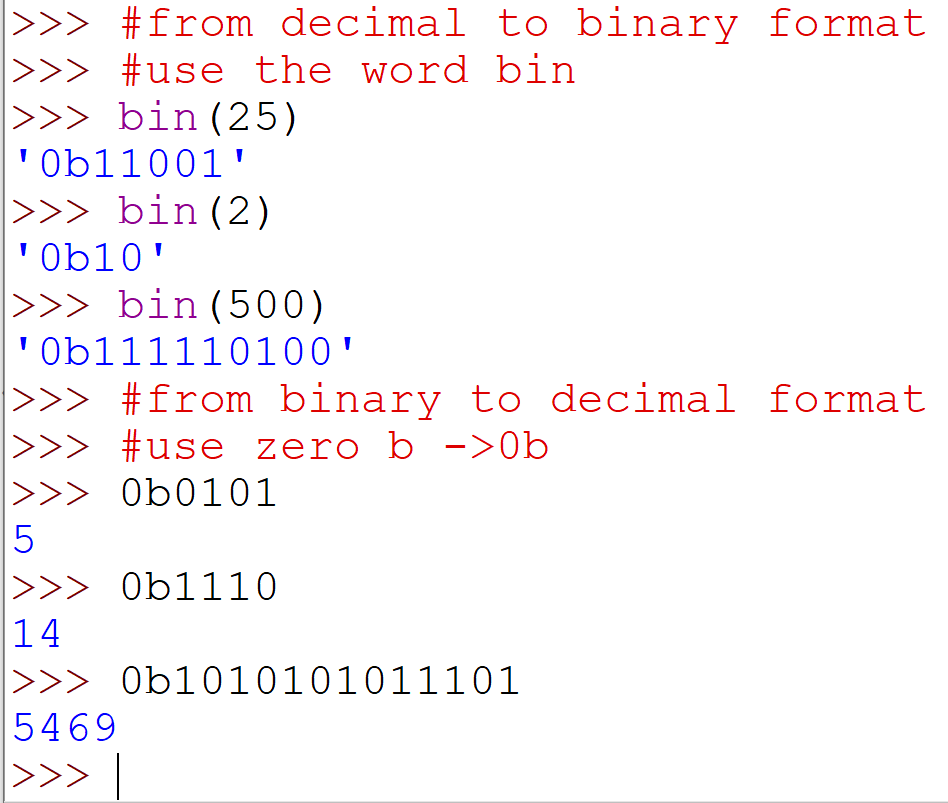 >>> #from decimal to binary format
>>> #use the word bin
>>> bin(25)
'0b11001'
>>> bin(2)
'0b10'
>>> bin(500)
'0b111110100'
>>> #from binary to decimal format
>>> #use zero b ->0b
>>> 0b0101
5
>>> 0b1110
14
>>> 0b1010101011101
5469
>>>